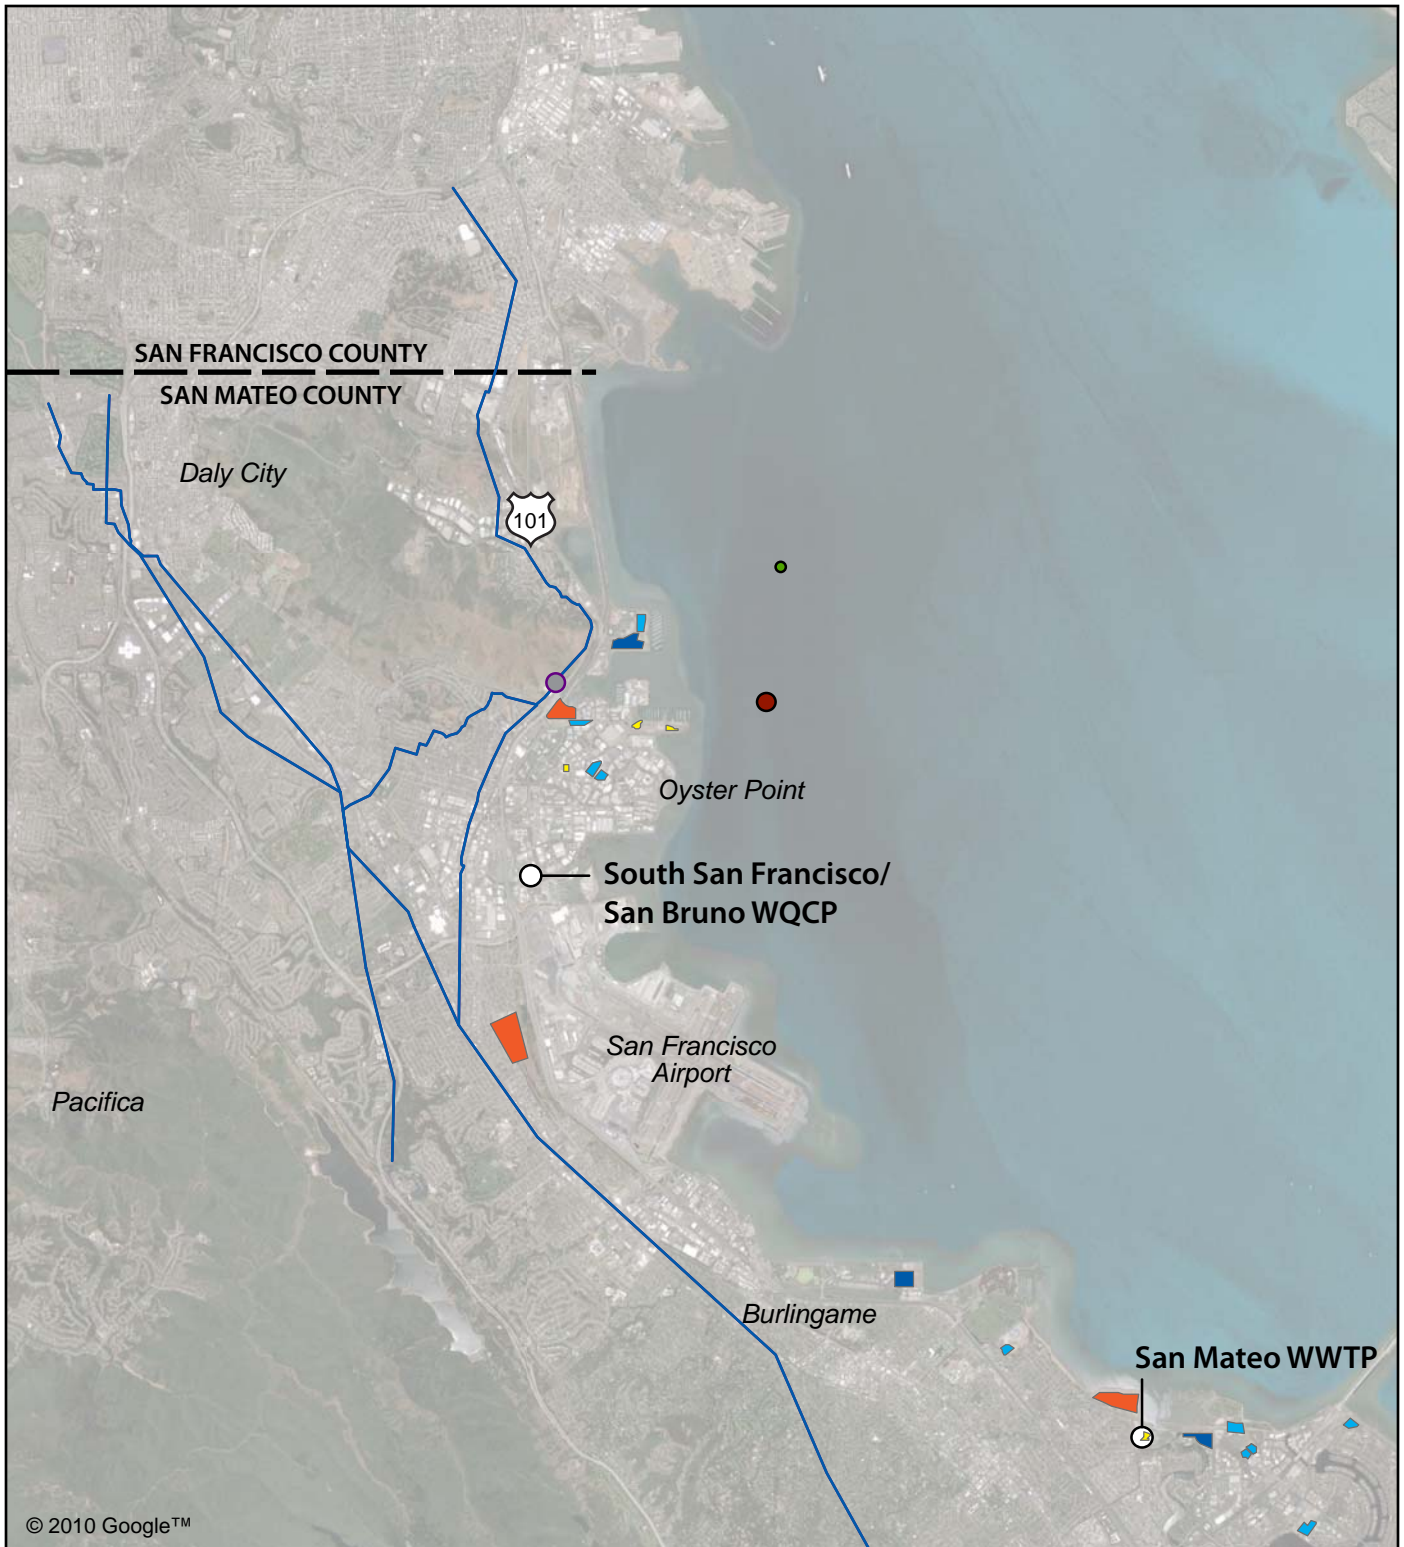 SAN FRANCISCO COUNTY
SAN MATEO COUNTY
Daly City
101
Oyster Point
South San Francisco/
San Bruno WQCP
San Francisco
Airport
Pacifica
Burlingame
San Mateo WWTP
© 2010 Google™